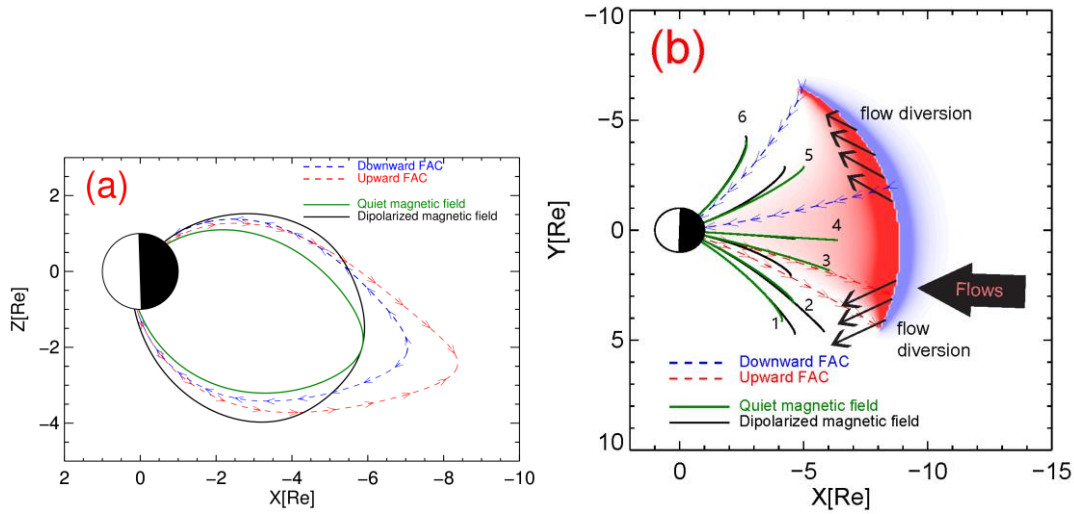 (a)
Downward FAC
Upward FAC
Quiet magnetic field
Dipolarized magnetic field
2
0
-2
-4
Z[Re]
2
0
-2
-4
-6
-8
-10
X[Re]
(b)
-10
-5
0
5
10
Y[Re]
flow diversion
6
5
4
3
2
1
Flows
flow
diversion
Downward FAC
Upward FAC
Quiet magnetic field
Dipolarized magnetic field
0
-5
-10
-15
X[Re]